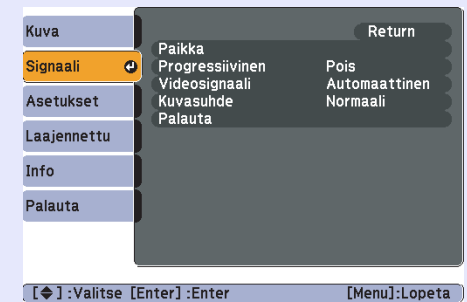 Kuva
Signaali
Asetukset
Laajennettu
Info
Palauta
Return
Paikka
Progressiivinen Pois
Videosignaali Automaattinen
Kuvasuhde Normaali
Palauta
[◆] :Valitse [Enter] :Enter [Menu]:Lopeta